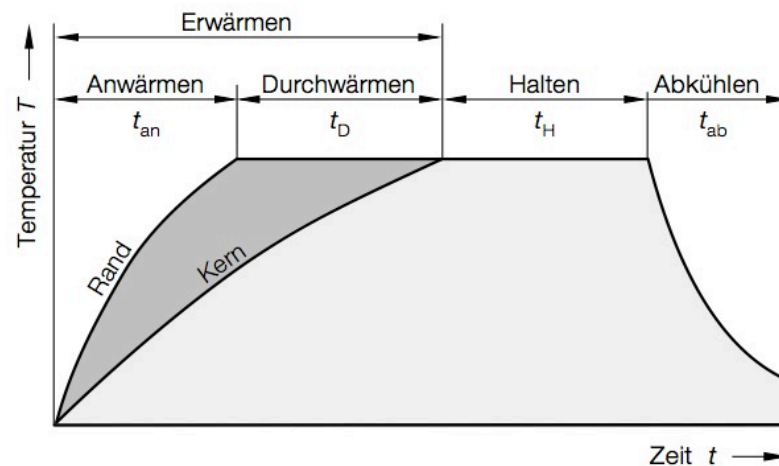 Erwärmen
Anwärmen Durchwärmen Halten Abkühlen
t_an t_D t_H t_ab
Temperatur T
Rand
Kern
Zeit t